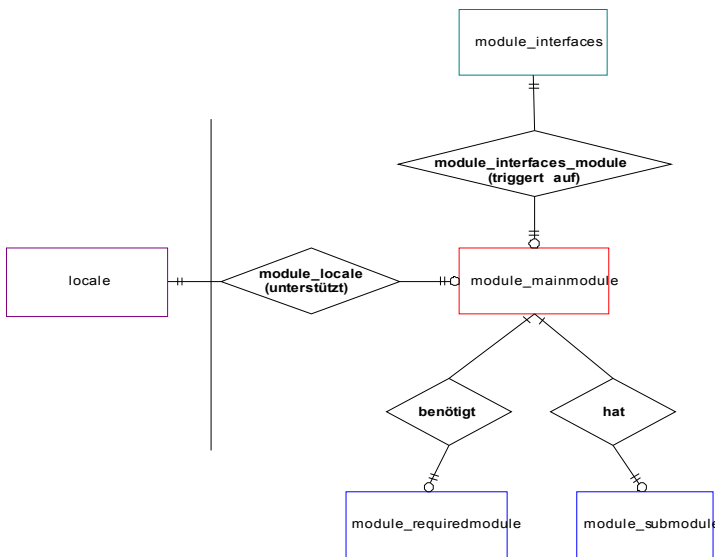 module_interfaces
module_interfaces_module
(triggert auf)
locale
module_locale
(unterstützt)
module_mainmodule
benötigt
hat
module_requiredmodule
module_submodule